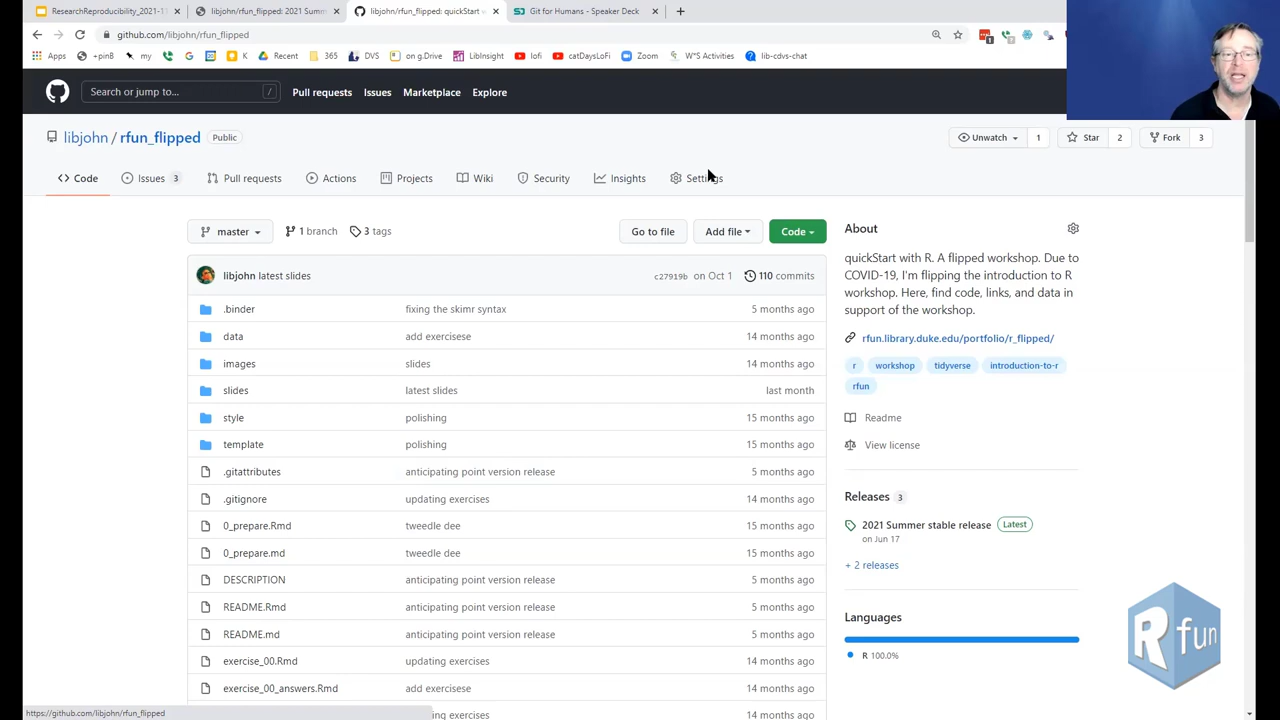 ResearchReproducibility_2021-1
libjohn/rfun_flipped: 2021 Summ
libjohn/rfun_flipped: quickStart w
Git for Humans - Speaker Deck
github.com/libjohn/rfun_flipped
Apps
+pinB
my
K
Recent
365
DVS
on g.Drive
LibInsight
lofi
catDaysLoFi
Zoom
W*S Activities
lib-cdvs-chat
Search or jump to...
/
Pull requests
Issues
Marketplace
Explore
libjohn / rfun_flipped
Public
Unwatch
1
Star
2
Fork
3
Code
Issues 3
Pull requests
Actions
Projects
Wiki
Security
Insights
Settings
master
1 branch
3 tags
Go to file
Add file
Code
libjohn latest slides
c27919b on Oct 1
110 commits
.binder
fixing the skimr syntax
5 months ago
data
add exercisese
14 months ago
images
slides
14 months ago
slides
latest slides
last month
style
polishing
15 months ago
template
polishing
15 months ago
.gitattributes
anticipating point version release
5 months ago
.gitignore
updating exercises
14 months ago
0_prepare.Rmd
tweedle dee
15 months ago
0_prepare.md
tweedle dee
15 months ago
DESCRIPTION
anticipating point version release
5 months ago
README.Rmd
anticipating point version release
5 months ago
README.md
anticipating point version release
5 months ago
exercise_00.Rmd
updating exercises
14 months ago
exercise_00_answers.Rmd
add exercisese
14 months ago
ing exercises
14 months ago
https://github.com/libjohn/rfun_flipped
About
quickStart with R. A flipped workshop. Due to
COVID-19, I'm flipping the introduction to R
workshop. Here, find code, links, and data in
support of the workshop.
rfun.library.duke.edu/portfolio/r_flipped/
r
workshop
tidyverse
introduction-to-r
rfun
Readme
View license
Releases 3
2021 Summer stable release
Latest
on Jun 17
+ 2 releases
Languages
R 100.0%
R fun